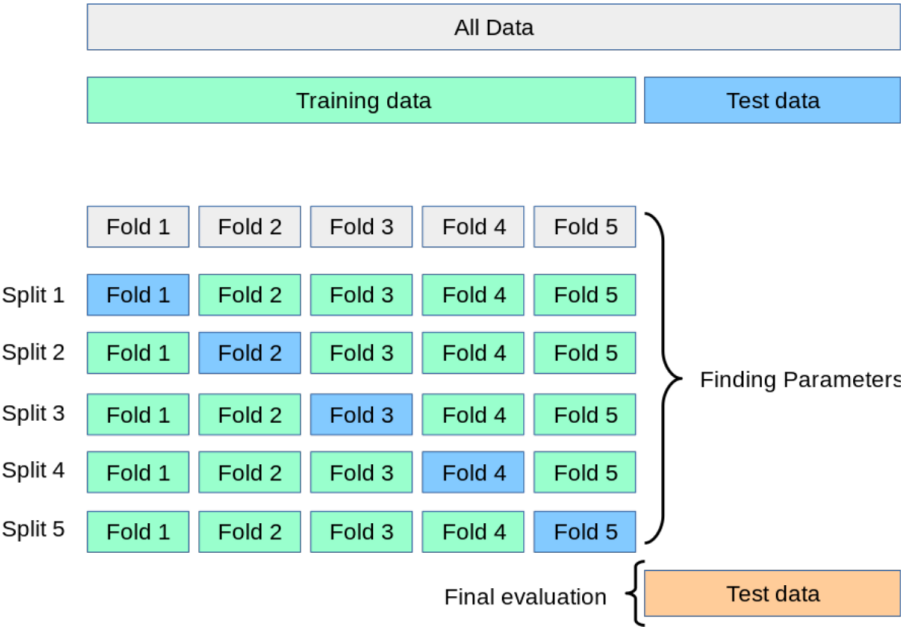 All Data
Training data Test data
Fold 1 Fold 2 Fold 3 Fold 4 Fold 5
Split 1 Fold 1 Fold 2 Fold 3 Fold 4 Fold 5
Split 2 Fold 1 Fold 2 Fold 3 Fold 4 Fold 5
Finding Parameters
Split 3 Fold 1 Fold 2 Fold 3 Fold 4 Fold 5
Split 4 Fold 1 Fold 2 Fold 3 Fold 4 Fold 5
Split 5 Fold 1 Fold 2 Fold 3 Fold 4 Fold 5
Final evaluation Test data